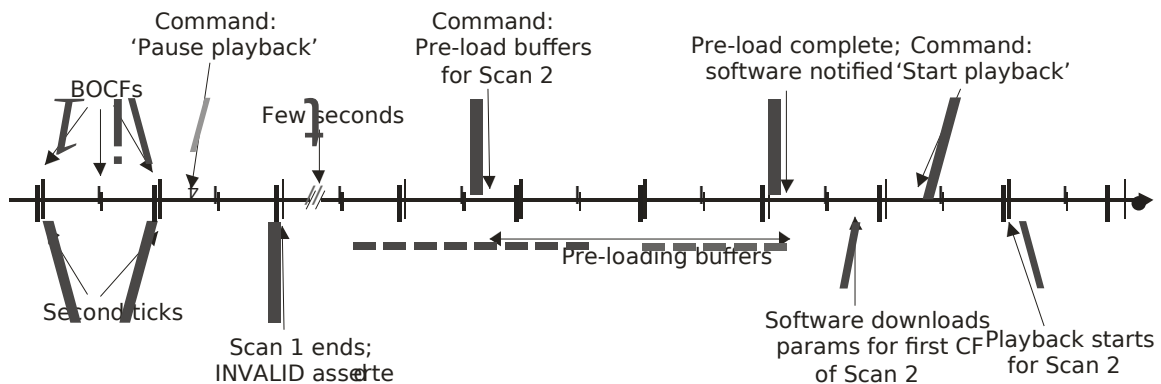 Command:
‘Pause playback’
BOCFs
Few seconds
Command:
Pre-load buffers
for Scan 2
Pre-load complete;
software notified
Command:
‘Start playback’
Pre-loading buffers
Second ticks
Scan 1 ends;
INVALID
Software downloads
params for first CF
of Scan 2
Playback starts
for Scan 2